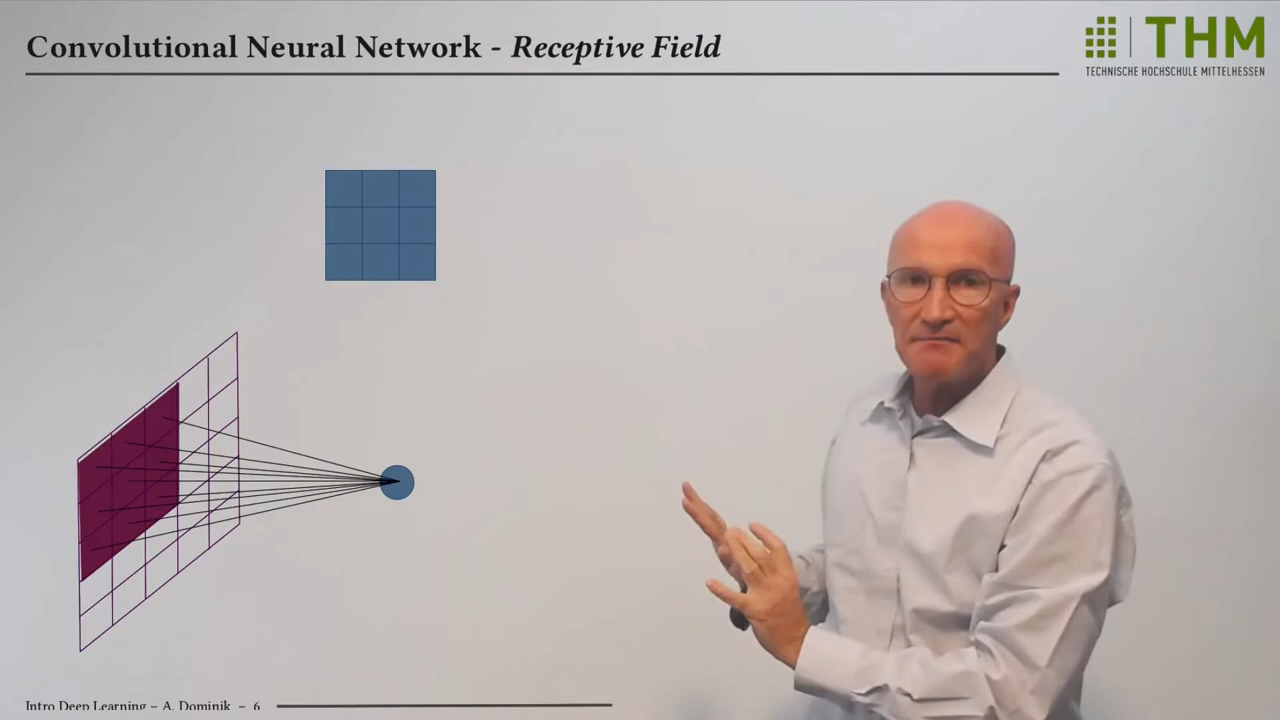 Convolutional Neural Network - Receptive Field
THM
TECHNISCHE HOCHSCHULE MITTELHESSEN
Intro Deep Learning – A. Dominik – 6